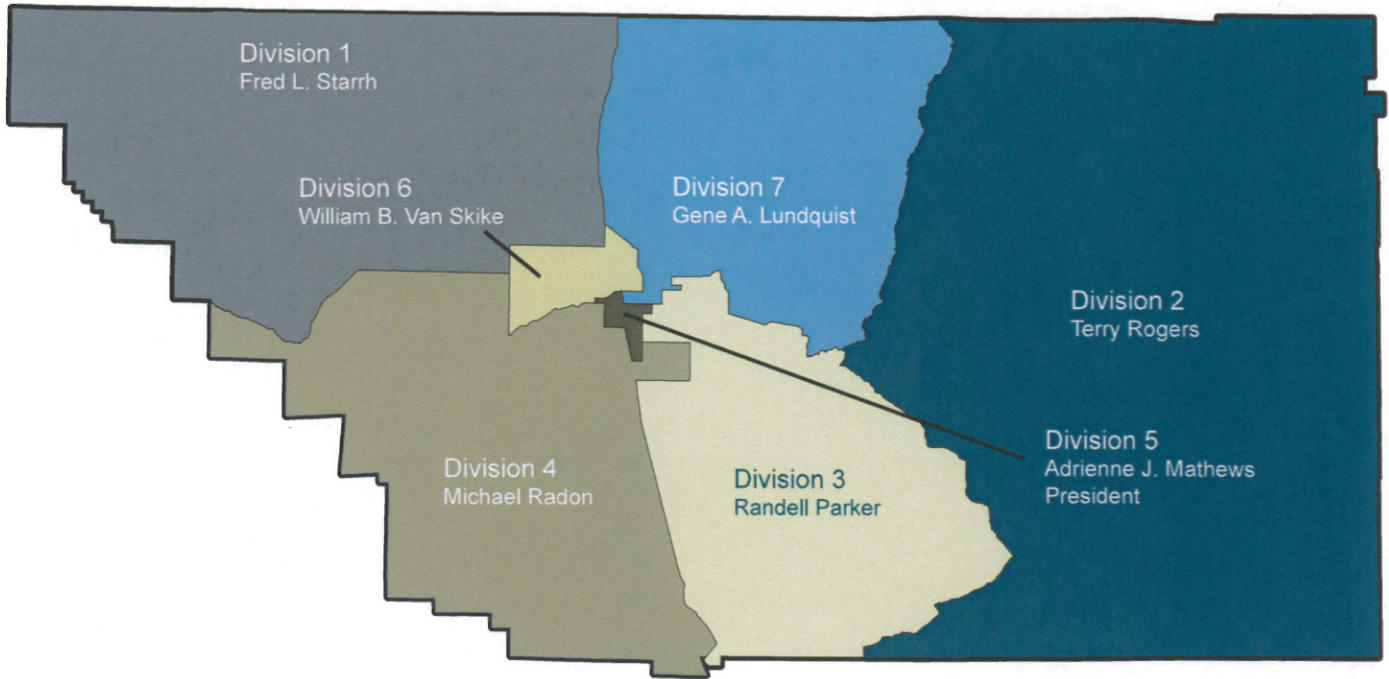 Division 1
Fred L. Starrh
Division 6
William B. Van Skike
Division 7
Gene A. Lundquist
Division 2
Terry Rogers
Division 5
Adrienne J. Mathews
President
Division 4
Michael Radon
Division 3
Randell Parker